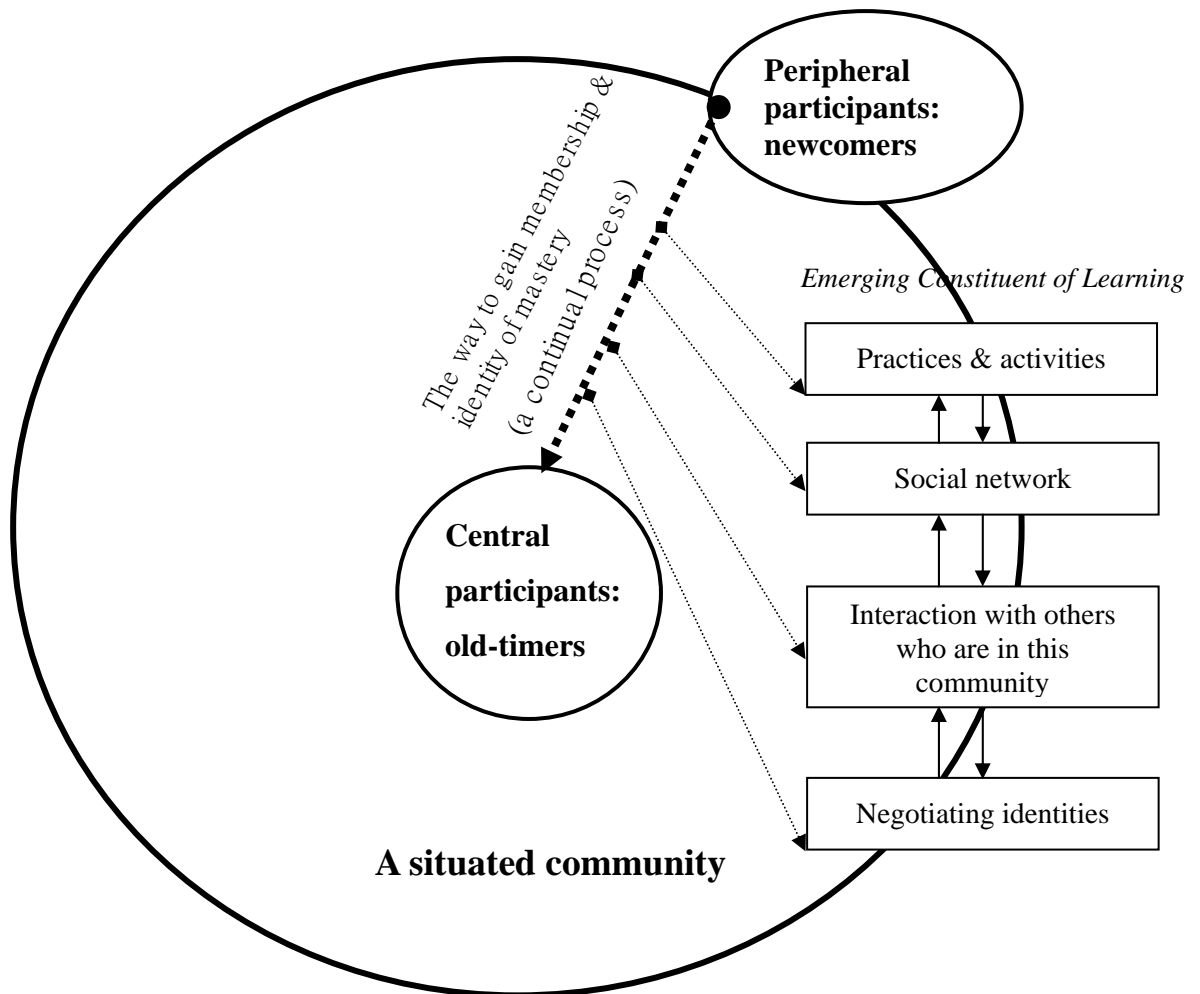 Peripheral
participants:
newcomers
The way to gain membership &
identity of mastery
(a continual process)
Emerging Constituent of Learning
Practices & activities
Social network
Interaction with others
who are in this
community
Negotiating identities
Central
participants:
old-timers
A situated community